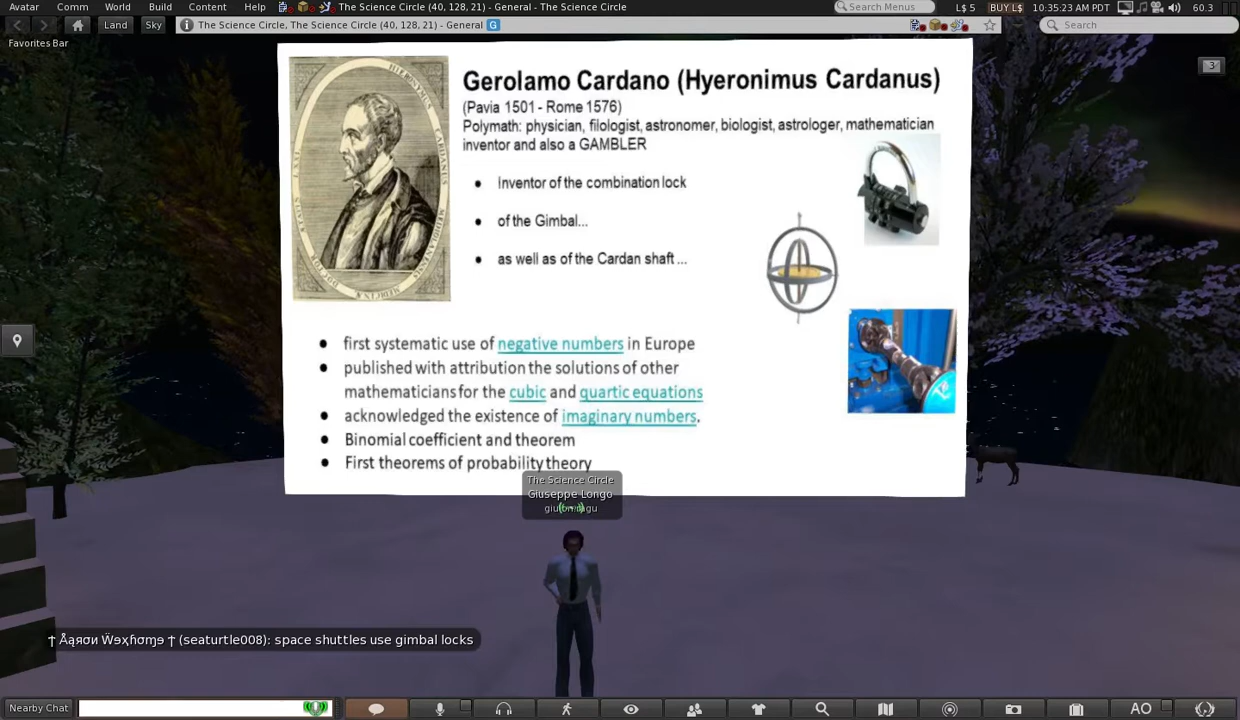 Avatar Comm World Build Content Help The Science Circle (40, 128, 21) - General - The Science Circle Search Menus L$ 5 BUY L$ 10:35:23 AM PDT 60.3
Land Sky The Science Circle, The Science Circle (40, 128, 21) - General G Search
Favorites Bar
3
Gerolamo Cardano (Hyeronimus Cardanus)
(Pavia 1501 - Rome 1576)
Polymath: physician, filologist, astronomer, biologist, astrologer, mathematician
inventor and also a GAMBLER
• Inventor of the combination lock
• of the Gimbal...
• as well as of the Cardan shaft ...
• first systematic use of negative numbers in Europe
• published with attribution the solutions of other
mathematicians for the cubic and quartic equations
• acknowledged the existence of imaginary numbers.
• Binomial coefficient and theorem
• First theorems of probability theory
The Science Circle
Giuseppe Longo
† Åąяσи Ẅəҳɦσɱə † (seaturtle008): space shuttles use gimbal locks
Nearby Chat AO